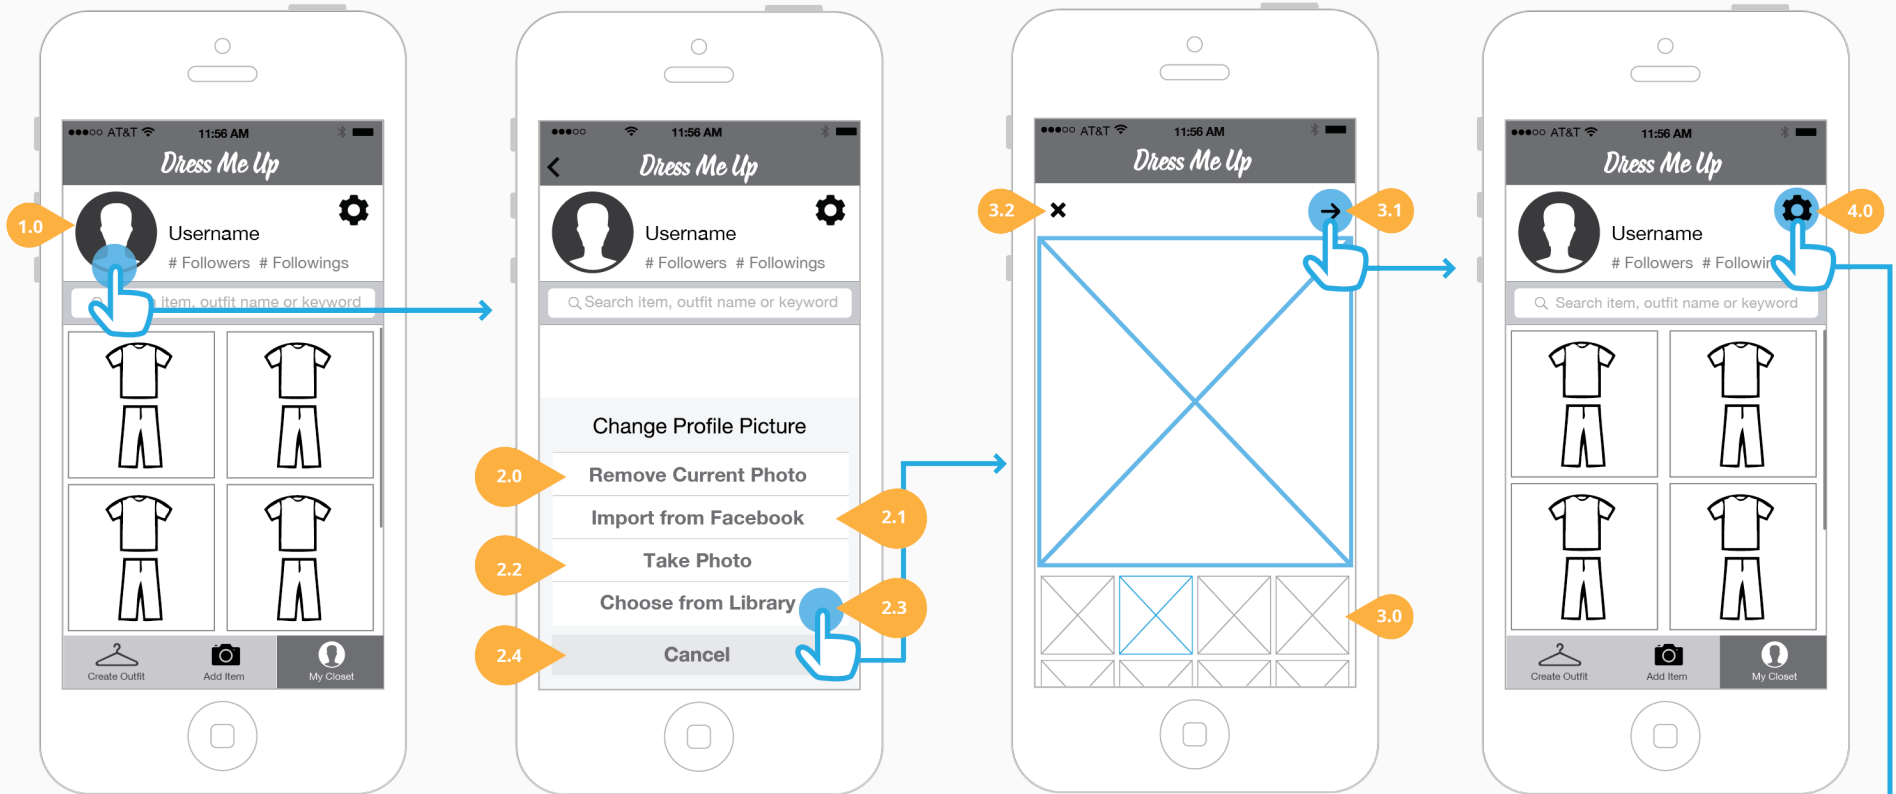 AT&T 11:56 AM
Dress Me Up
1.0
Username
# Followers # Followings
item, outfit name or keyword
Create Outfit
Add Item
My Closet
11:56 AM
Dress Me Up
Username
# Followers # Followings
Search item, outfit name or keyword
Change Profile Picture
2.0
Remove Current Photo
Import from Facebook
2.1
2.2
Take Photo
Choose from Library
2.3
2.4
Cancel
AT&T 11:56 AM
Dress Me Up
3.2
3.1
3.0
AT&T 11:56 AM
Dress Me Up
4.0
Username
# Followers
Search item, outfit name or keyword
Create Outfit
Add Item
My Closet